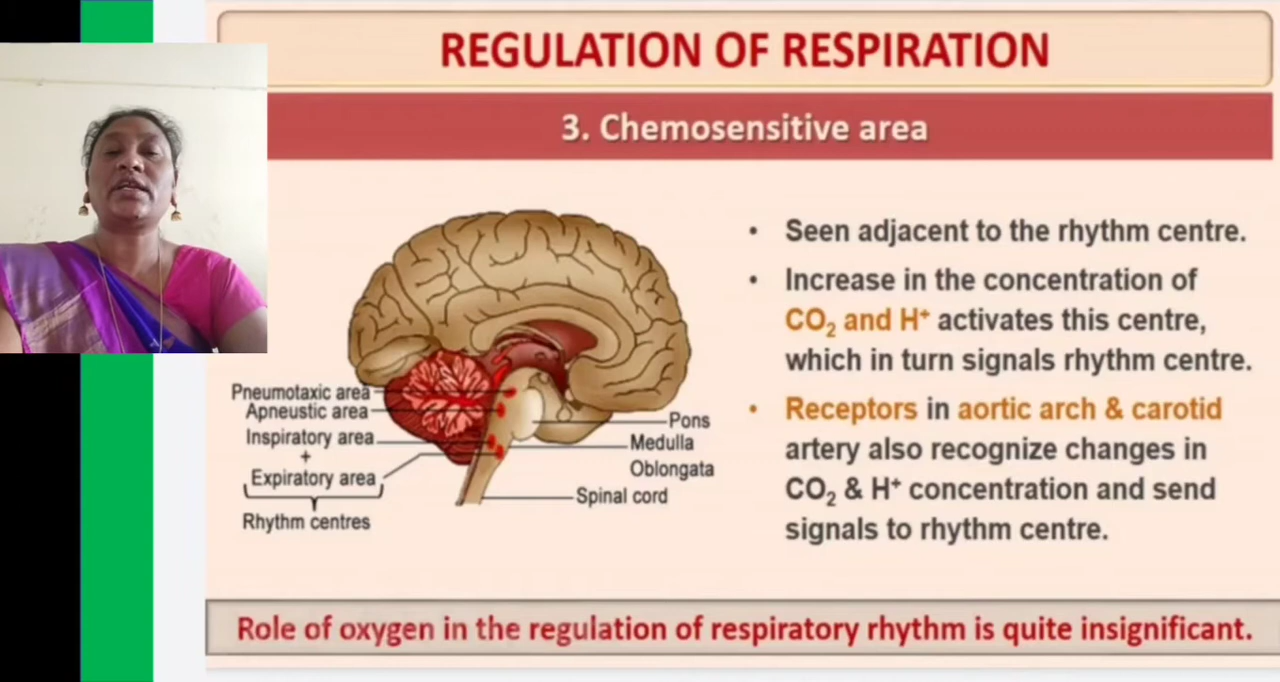 REGULATION OF RESPIRATION
3. Chemosensitive area
• Seen adjacent to the rhythm centre.
• Increase in the concentration of
CO₂ and H⁺ activates this centre,
which in turn signals rhythm centre.
• Receptors in aortic arch & carotid
artery also recognize changes in
CO₂ & H⁺ concentration and send
signals to rhythm centre.
Pneumotaxic area
Apneustic area
Inspiratory area
+
Expiratory area
Rhythm centres
Pons
Medulla
Oblongata
Spinal cord
Role of oxygen in the regulation of respiratory rhythm is quite insignificant.